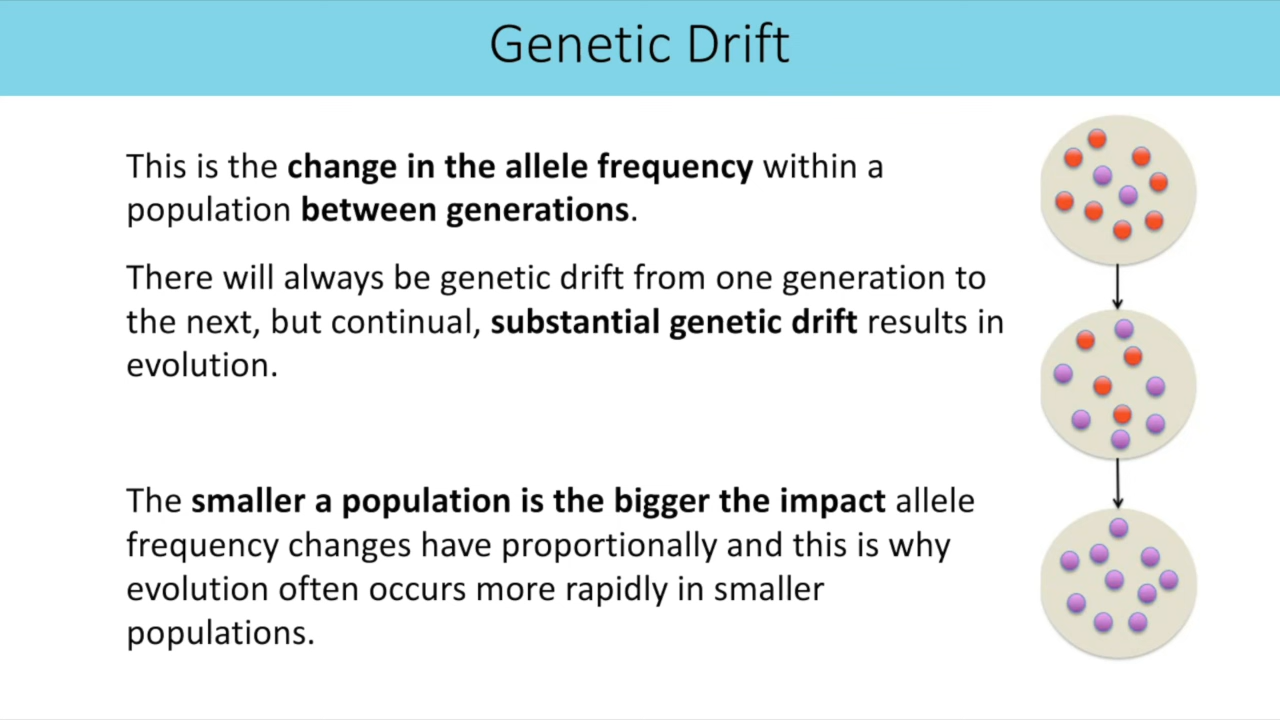 Genetic Drift
This is the change in the allele frequency within a
population between generations.
There will always be genetic drift from one generation to
the next, but continual, substantial genetic drift results in
evolution.
The smaller a population is the bigger the impact allele
frequency changes have proportionally and this is why
evolution often occurs more rapidly in smaller
populations.